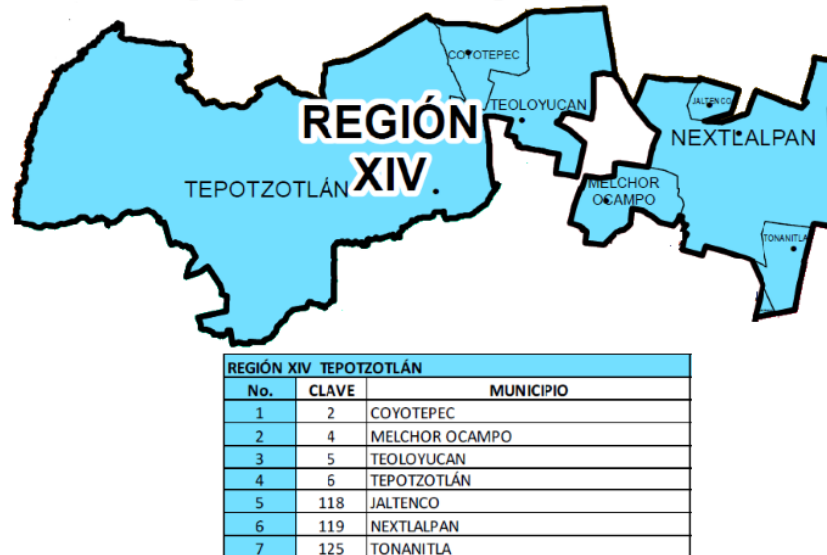 COYOTEPEC
REGIÓN
XIV
TEOLOYUCAN
JALTENCO
NEXTLALPAN
TEPOTZOTLÁN
MELCHOR
OCAMPO
TONANITLA
REGIÓN XIV TEPOTZOTLÁN
No. CLAVE MUNICIPIO
1 2 COYOTEPEC
2 4 MELCHOR OCAMPO
3 5 TEOLOYUCAN
4 6 TEPOTZOTLÁN
5 118 JALTENCO
6 119 NEXTLALPAN
7 125 TONANITLA